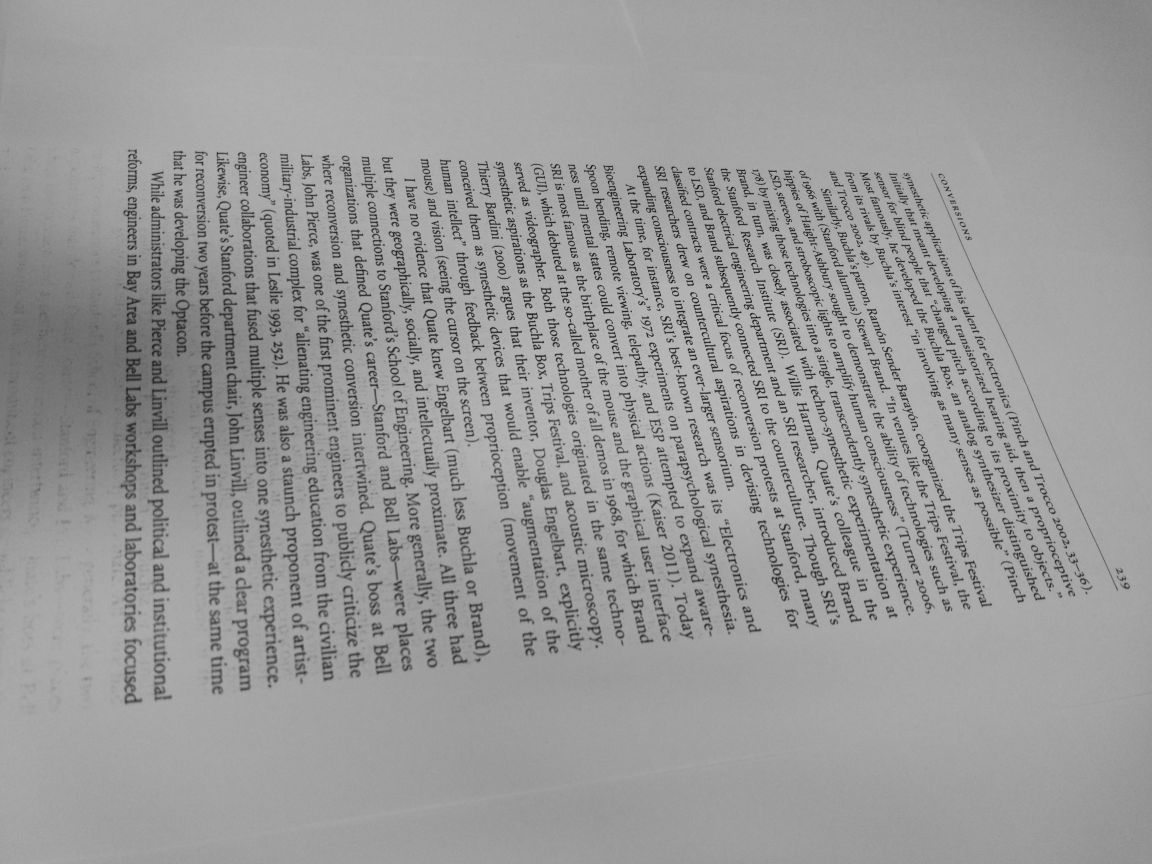 CONVERSIONS 239
synesthetic applications of his talent for electronics (Pinch and Trocco 2002, 33–36).
Initially that meant developing a transistorized hearing aid, then a proprioceptive
sensor for blind people that “changed pitch according to its proximity to objects.”
Most famously, he developed the Buchla Box, an analog synthesizer distinguished
from its rivals by Buchla’s interest “in involving as many senses as possible” (Pinch
and Trocco 2002, 49).
Similarly, Buchla’s patron, Ramón Sender Barayón, coorganized the Trips Festival
of 1966 with (Stanford alumnus) Stewart Brand. “In venues like the Trips Festival, the
hippies of Haight-Ashbury sought to demonstrate the ability of technologies such as
LSD, stereos, and stroboscopic lights to amplify human consciousness” (Turner 2006,
178) by mixing those technologies into a single, transcendently synesthetic experience.
Brand, in turn, was closely associated with techno-synesthetic experimentation at
the Stanford Research Institute (SRI). Willis Harman, Quate’s colleague in the
Stanford electrical engineering department and an SRI researcher, introduced Brand
to LSD, and Brand subsequently connected SRI to the counterculture. Though SRI’s
classified contracts were a critical focus of reconversion protests at Stanford, many
SRI researchers drew on countercultural aspirations in devising technologies for
expanding consciousness to integrate an ever-larger sensorium.
At the time, for instance, SRI’s best-known research was its “Electronics and
Bioengineering Laboratory’s” 1972 experiments on parapsychological synesthesia.
Spoon bending, remote viewing, telepathy, and ESP attempted to expand aware-
ness until mental states could convert into physical actions (Kaiser 2011). Today
SRI is most famous as the birthplace of the mouse and the graphical user interface
(GUI), which debuted at the so-called mother of all demos in 1968, for which Brand
served as videographer. Both those technologies originated in the same techno-
synesthetic aspirations as the Buchla Box, Trips Festival, and acoustic microscopy.
Thierry Bardini (2000) argues that their inventor, Douglas Engelbart, explicitly
conceived them as synesthetic devices that would enable “augmentation of the
human intellect” through feedback between proprioception (movement of the
mouse) and vision (seeing the cursor on the screen).
I have no evidence that Quate knew Engelbart (much less Buchla or Brand),
but they were geographically, socially, and intellectually proximate. All three had
multiple connections to Stanford’s School of Engineering. More generally, the two
organizations that defined Quate’s career—Stanford and Bell Labs—were places
where reconversion and synesthetic conversion intertwined. Quate’s boss at Bell
Labs, John Pierce, was one of the first prominent engineers to publicly criticize the
military-industrial complex for “alienating engineering education from the civilian
economy” (quoted in Leslie 1993, 252). He was also a staunch proponent of artist-
engineer collaborations that fused multiple senses into one synesthetic experience.
Likewise, Quate’s Stanford department chair, John Linvill, outlined a clear program
for reconversion two years before the campus erupted in protest—at the same time
that he was developing the Optacon.
While administrators like Pierce and Linvill outlined political and institutional
reforms, engineers in Bay Area and Bell Labs workshops and laboratories focused